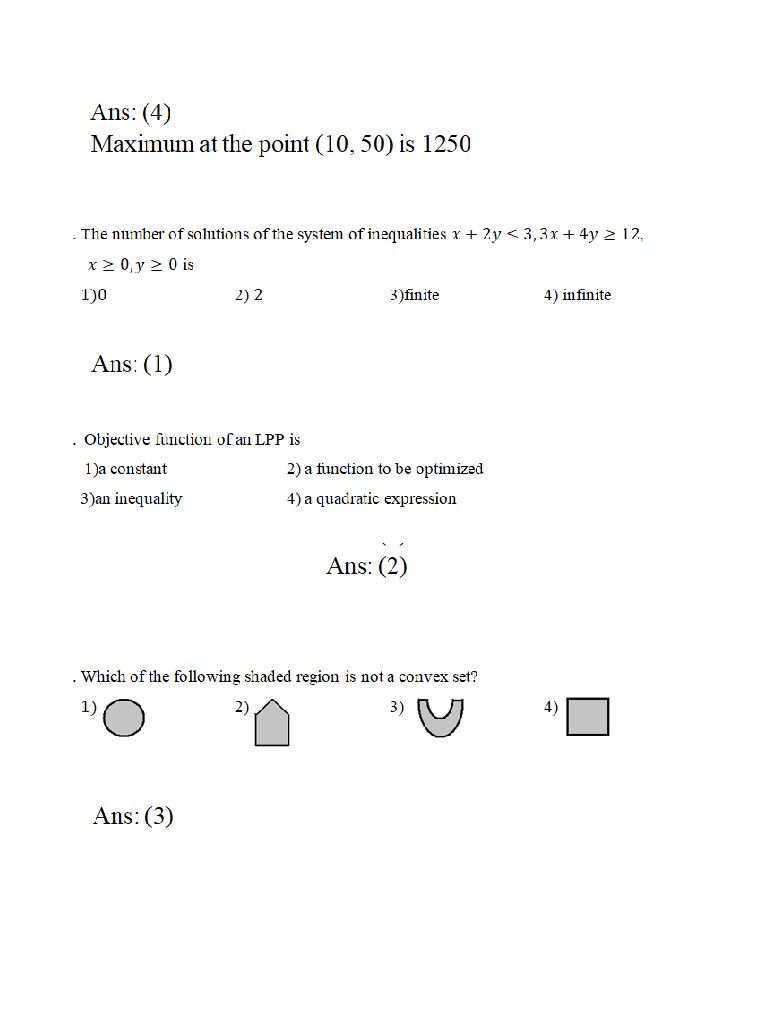 Ans: (4)
Maximum at the point (10, 50) is 1250
. The number of solutions of the system of inequalities 𝑥 + 2𝑦 < 3, 3𝑥 + 4𝑦 ≥ 12,
𝑥 ≥ 0, 𝑦 ≥ 0 is
1)0 2) 2 3)finite 4) infinite
Ans: (1)
. Objective function of an LPP is
1)a constant 2) a function to be optimized
3)an inequality 4) a quadratic expression
Ans: (2)
. Which of the following shaded region is not a convex set?
1) 2) 3) 4)
Ans: (3)